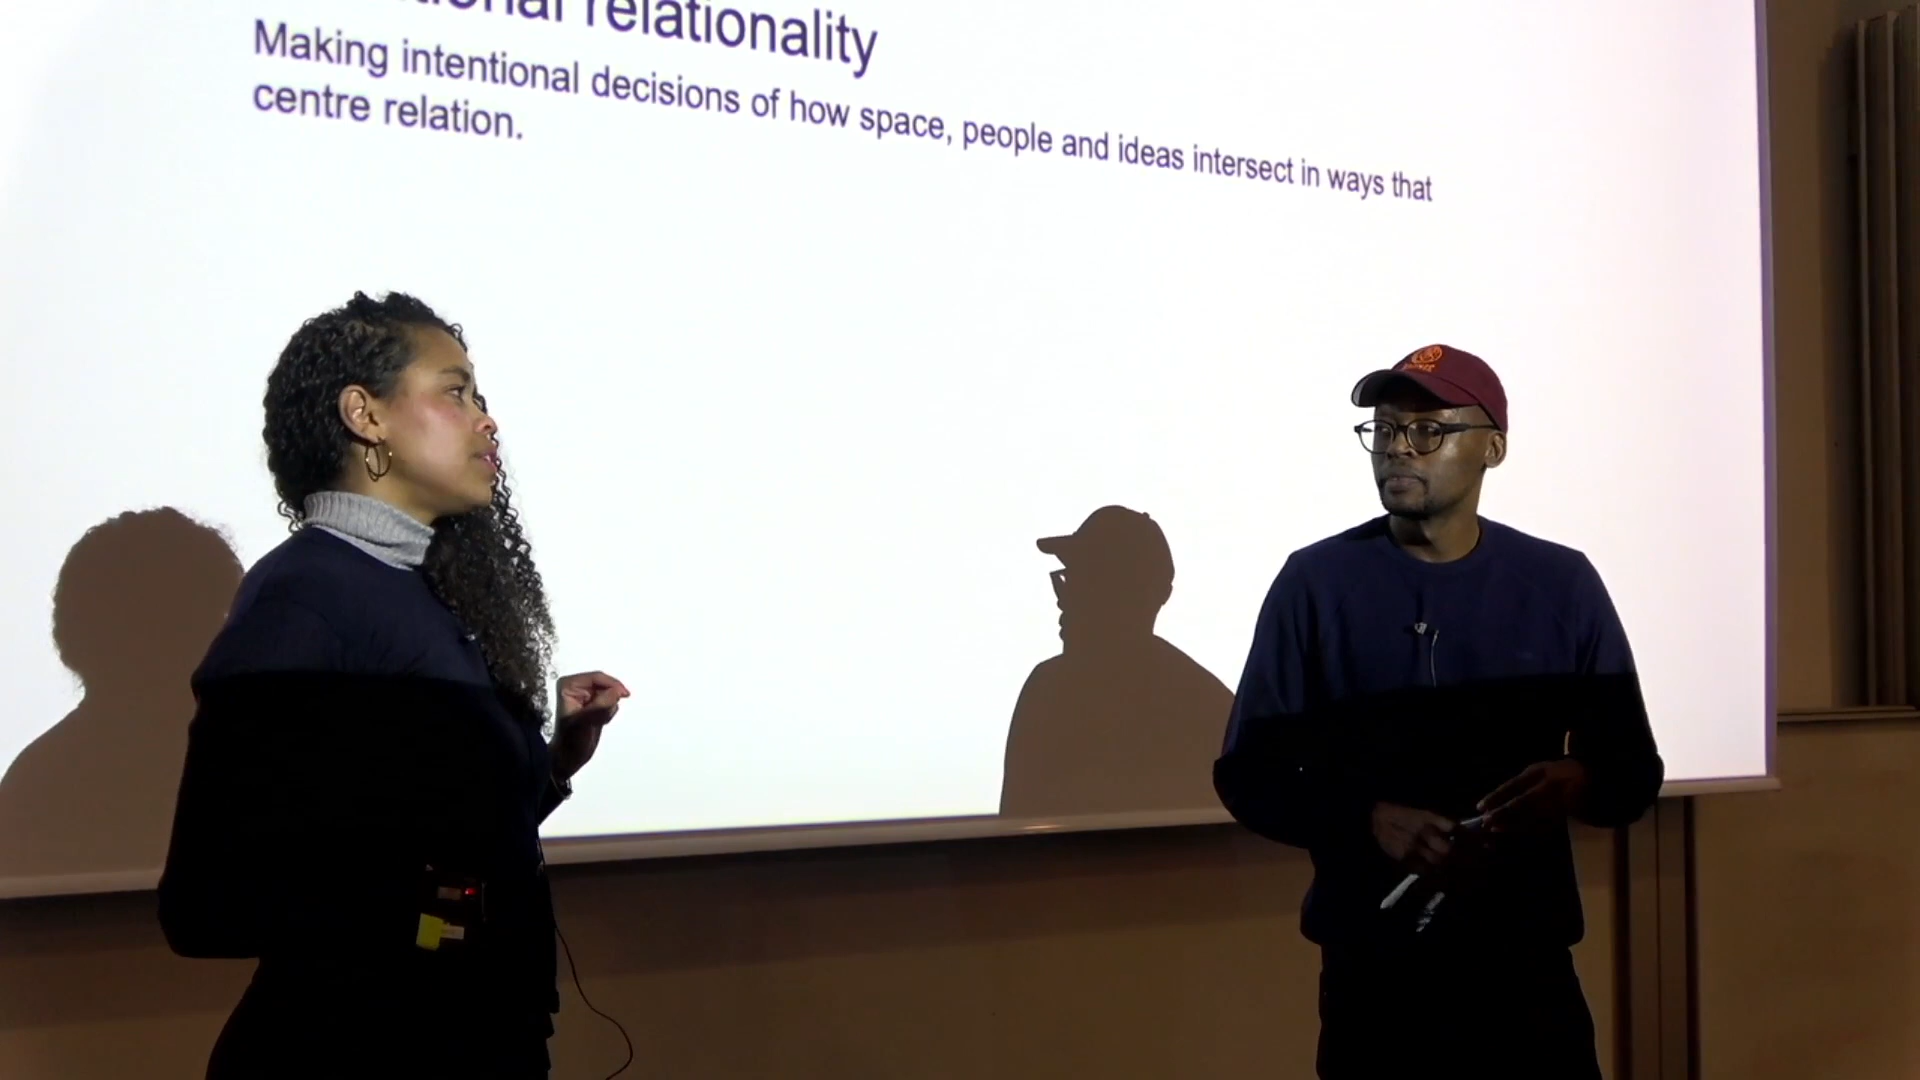 relationality
Making intentional decisions of how space, people and ideas intersect in ways that
centre relation.